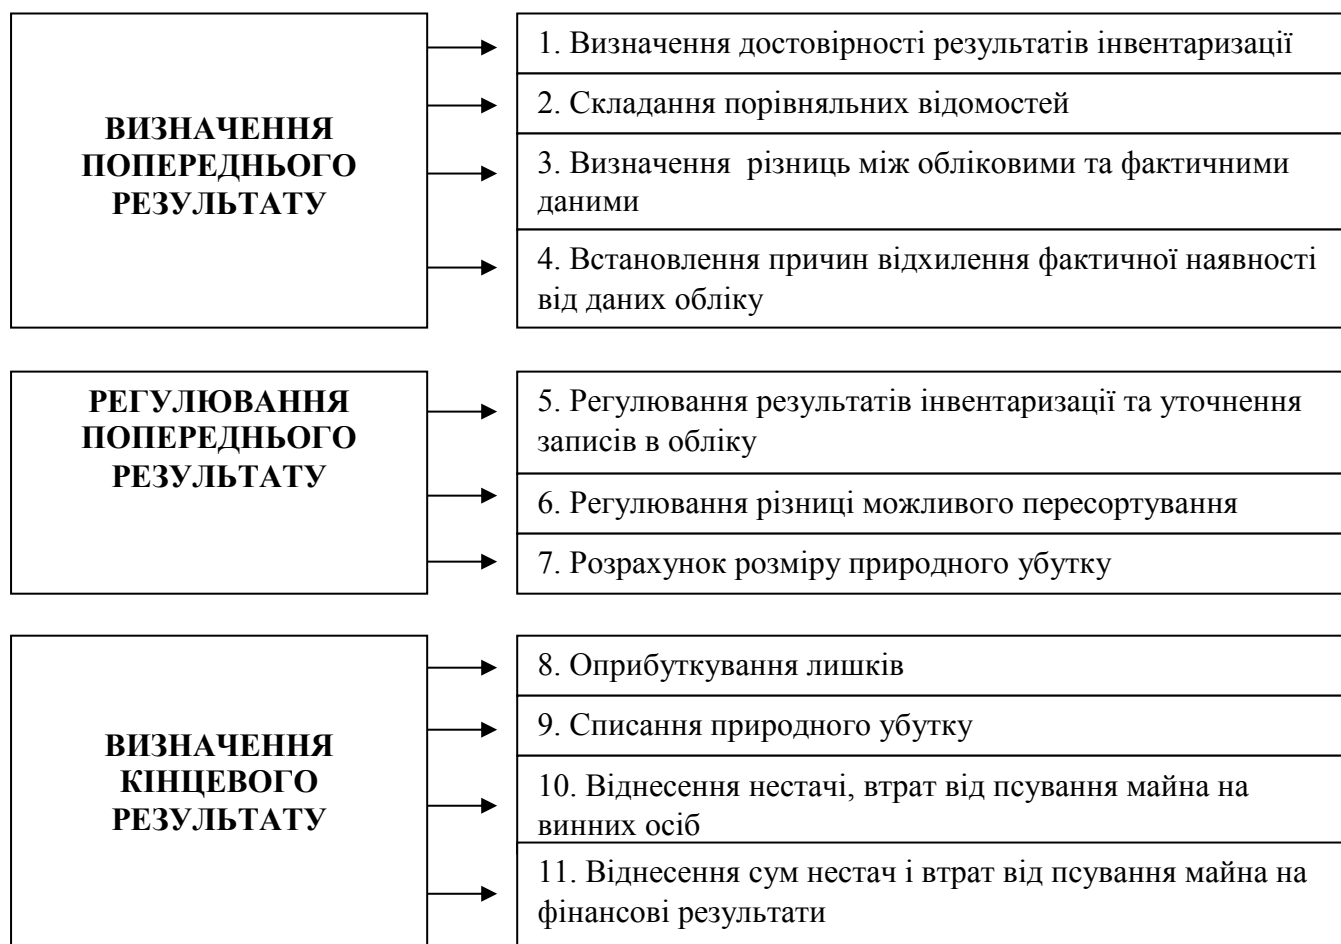 ВИЗНАЧЕННЯ
ПОПЕРЕДНЬОГО
РЕЗУЛЬТАТУ
1. Визначення достовірності результатів інвентаризації
2. Складання порівняльних відомостей
3. Визначення різниць між обліковими та фактичними
даними
4. Встановлення причин відхилення фактичної наявності
від даних обліку
РЕГУЛЮВАННЯ
ПОПЕРЕДНЬОГО
РЕЗУЛЬТАТУ
5. Регулювання результатів інвентаризації та уточнення
записів в обліку
6. Регулювання різниці можливого пересортування
7. Розрахунок розміру природного убутку
ВИЗНАЧЕННЯ
КІНЦЕВОГО
РЕЗУЛЬТАТУ
8. Оприбуткування лишків
9. Списання природного убутку
10. Віднесення нестачі, втрат від псування майна на
винних осіб
11. Віднесення сум нестач і втрат від псування майна на
фінансові результати